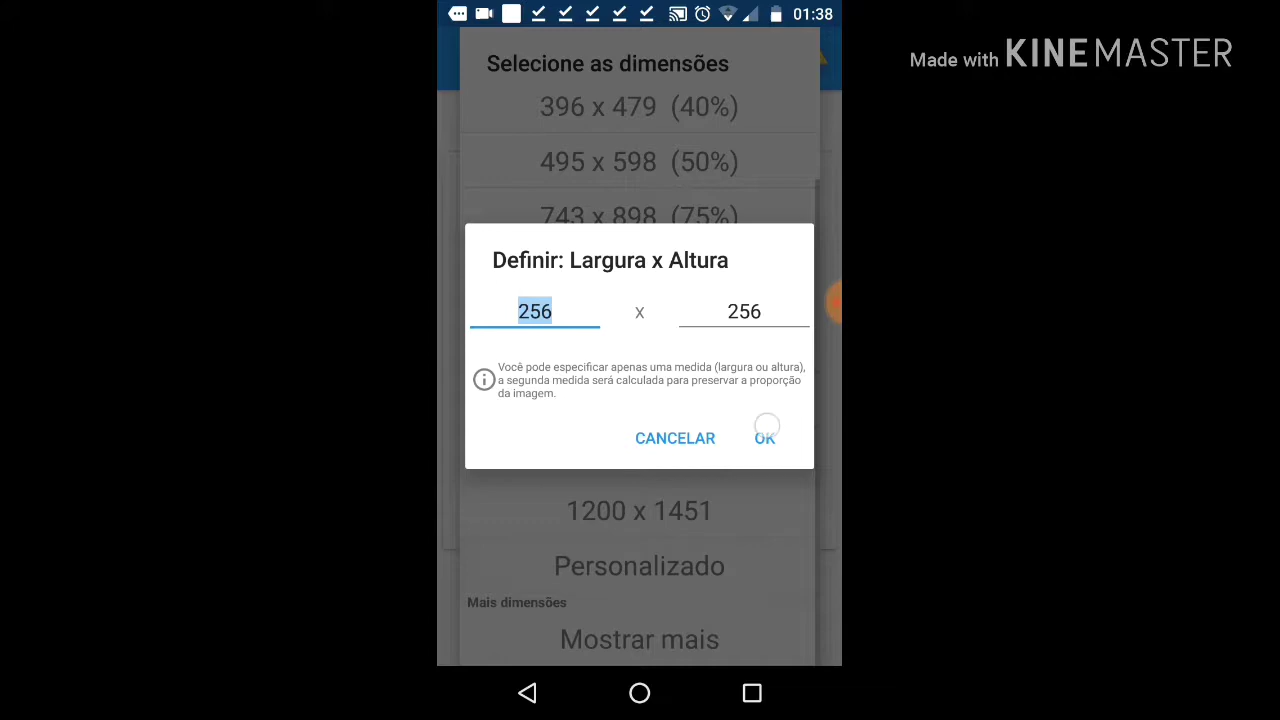 01:38
Made with KINEMASTER
Selecione as dimensões
396 x 479 (40%)
495 x 598 (50%)
743 x 898 (75%)
Definir: Largura x Altura
256 x 256
Você pode especificar apenas uma medida (largura ou altura),
a segunda medida será calculada para preservar a proporção
da imagem.
CANCELAR OK
1200 x 1451
Personalizado
Mais dimensões
Mostrar mais